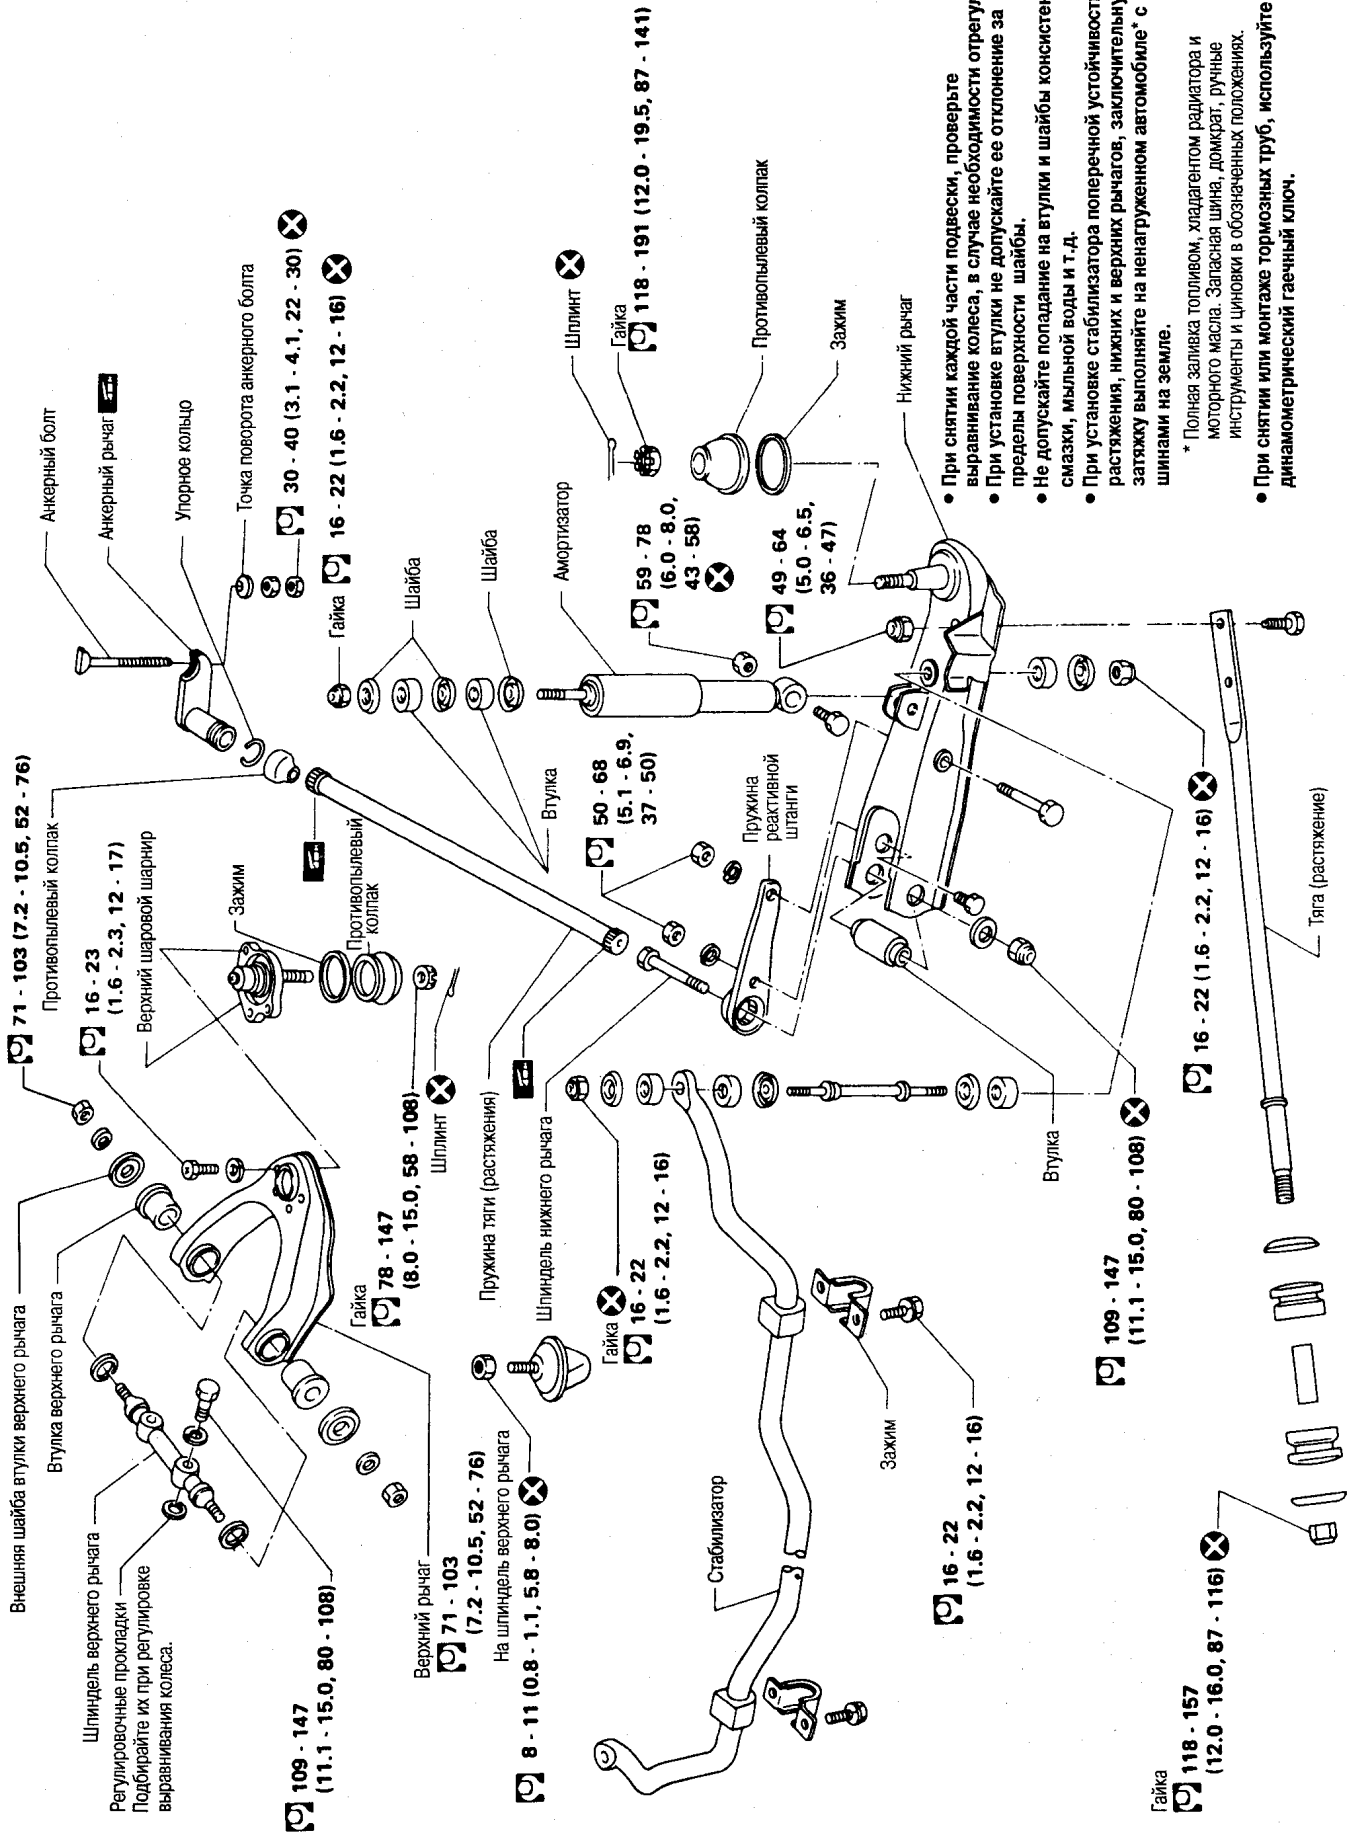 Внешняя шайба втулки верхнего рычага
Втулка верхнего рычага
Шпиндель верхнего рычага
Регулировочные прокладки
Подбирайте их при регулировке
выравнивания колеса.
109 - 147
(11.1 - 15.0, 80 - 108)
71 - 103 (7.2 - 10.5, 52 - 76)
Противопылевый колпак
16 - 23
(1.6 - 2.3, 12 - 17)
Верхний шаровой шарнир
Зажим
Противопылевый
колпак
Гайка
78 - 147
(8.0 - 15.0, 58 - 108)
Шплинт
Верхний рычаг
71 - 103
(7.2 - 10.5, 52 - 76)
На шпиндель верхнего рычага
8 - 11 (0.8 - 1.1, 5.8 - 8.0)
Анкерный болт
Анкерный рычаг
Упорное кольцо
Точка поворота анкерного болта
30 - 40 (3.1 - 4.1, 22 - 30)
Гайка
16 - 22 (1.6 - 2.2, 12 - 16)
Шайба
Шайба
Амортизатор
Втулка
Пружина тяги (растяжения)
Шпиндель нижнего рычага
50 - 68
(5.1 - 6.9,
37 - 50)
59 - 78
(6.0 - 8.0,
43 - 58)
Шплинт
Гайка
118 - 191 (12.0 - 19.5, 87 - 141)
Противопылевый колпак
Зажим
49 - 64
(5.0 - 6.5,
36 - 47)
Нижний рычаг
Пружина
реактивной
штанги
Гайка
16 - 22
(1.6 - 2.2, 12 - 16)
Стабилизатор
Зажим
16 - 22
(1.6 - 2.2, 12 - 16)
Втулка
109 - 147
(11.1 - 15.0, 80 - 108)
16 - 22 (1.6 - 2.2, 12 - 16)
Тяга (растяжение)
Гайка
118 - 157
(12.0 - 16.0, 87 - 116)
• При снятии каждой части подвески, проверьте
выравнивание колеса, в случае необходимости отрегул
• При установке втулки не допускайте ее отклонение за
пределы поверхности шайбы.
• Не допускайте попадание на втулки и шайбы консистен
смазки, мыльной воды и т.д.
• При установке стабилизатора поперечной устойчивост
растяжения, нижних и верхних рычагов, заключительну
затяжку выполняйте на ненагруженном автомобиле* с
шинами на земле.
* Полная заливка топливом, хладагентом радиатора и
моторного масла. Запасная шина, домкрат, ручные
инструменты и циновки в обозначенных положениях.
• При снятии или монтаже тормозных труб, используйте
динамометрический гаечный ключ.